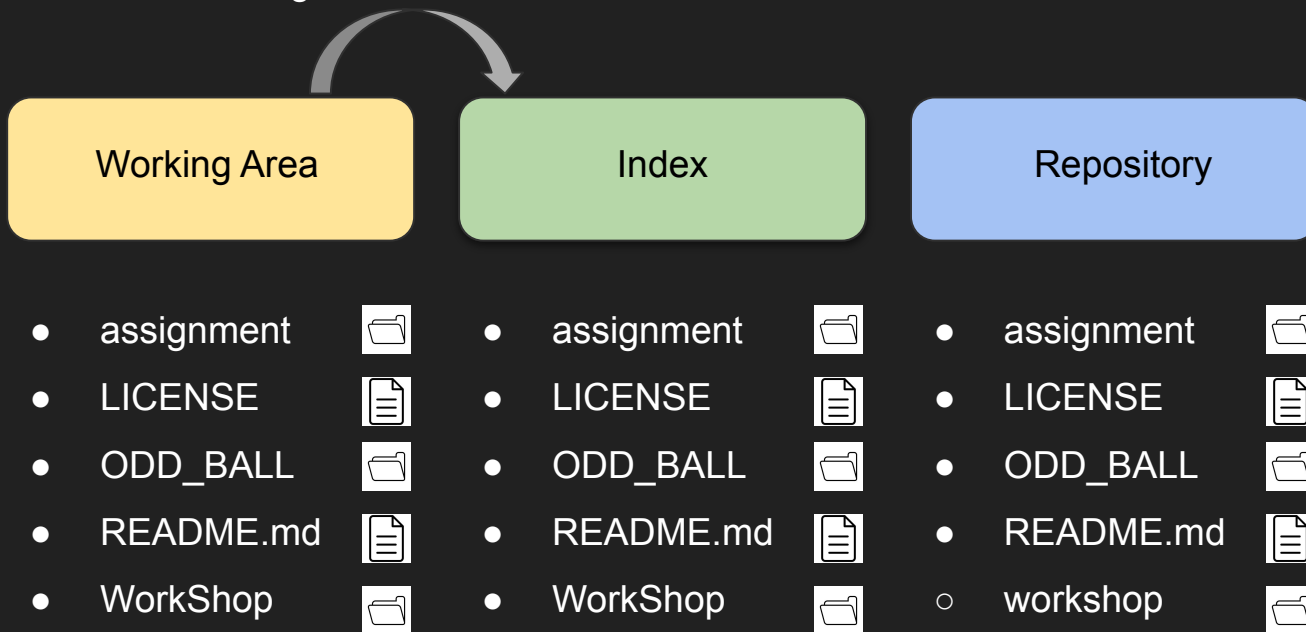 Working Area
Index
Repository
● assignment
● LICENSE
● ODD_BALL
● README.md
● WorkShop
● assignment
● LICENSE
● ODD_BALL
● README.md
● WorkShop
● assignment
● LICENSE
● ODD_BALL
● README.md
○ workshop